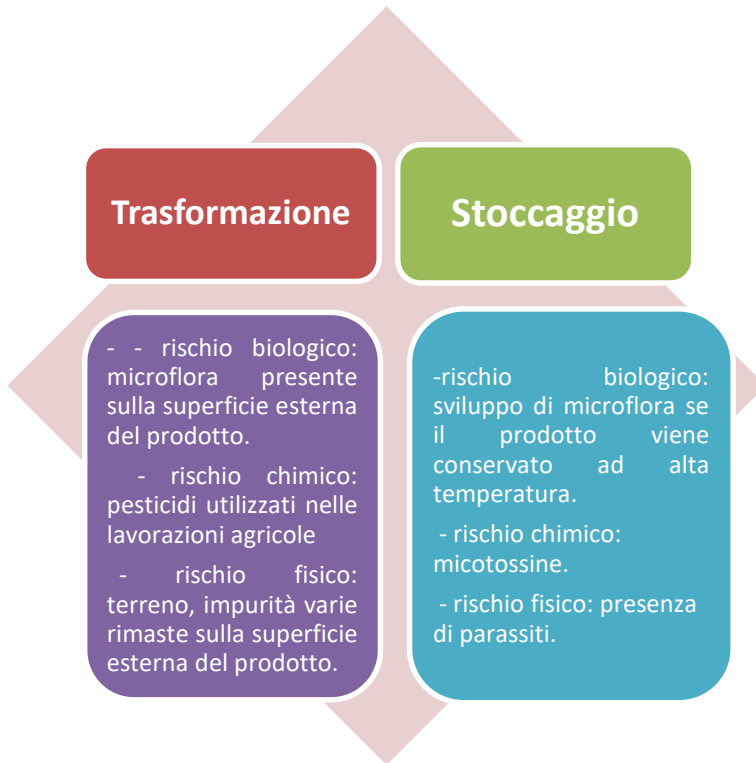 Trasformazione
Stoccaggio
- - rischio biologico:
microflora presente
sulla superficie esterna
del prodotto.
- rischio chimico:
pesticidi utilizzati nelle
lavorazioni agricole
- rischio fisico:
terreno, impurità varie
rimaste sulla superficie
esterna del prodotto.
-rischio biologico:
sviluppo di microflora se
il prodotto viene
conservato ad alta
temperatura.
- rischio chimico:
micotossine.
- rischio fisico: presenza
di parassiti.